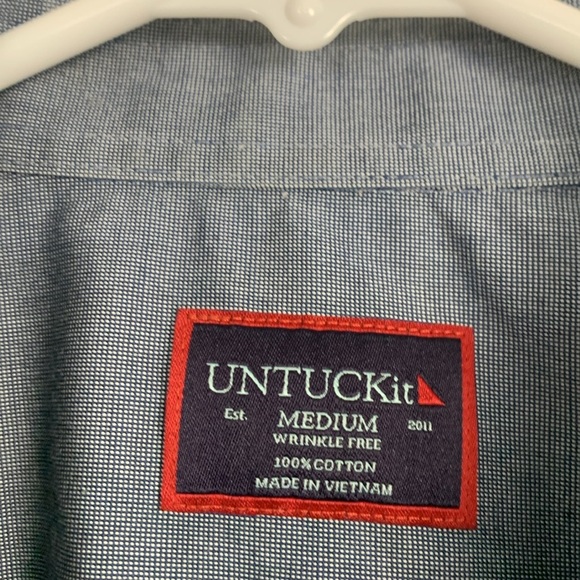 UNTUCKit
Est. MEDIUM 2011
WRINKLE FREE
100% COTTON
MADE IN VIETNAM